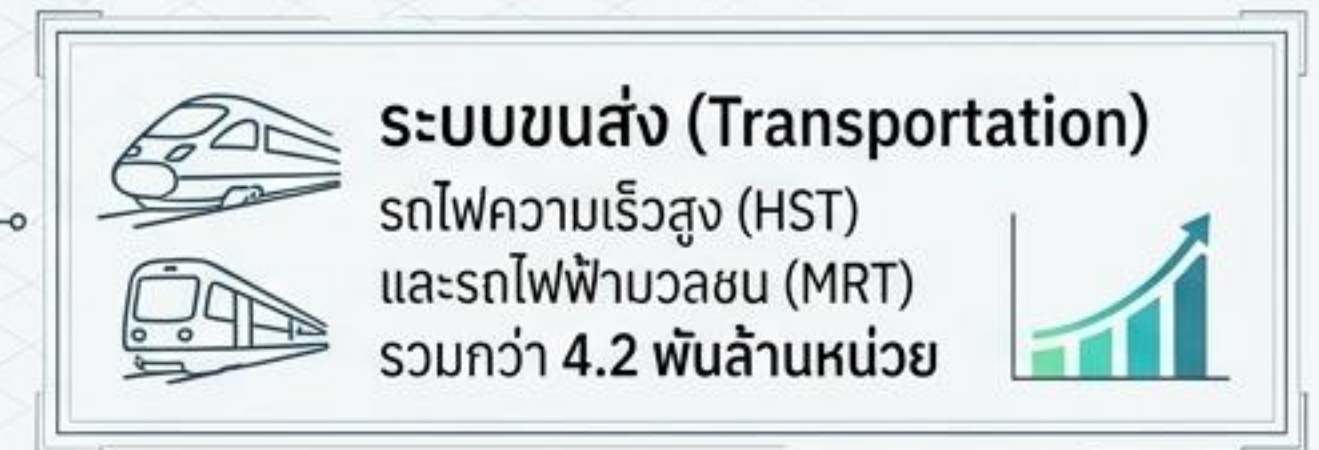 ระบบขนส่ง (Transportation)
รถไฟความเร็วสูง (HST)
และรถไฟฟ้ามวลชน (MRT)
รวมกว่า 4.2 พันล้านหน่วย